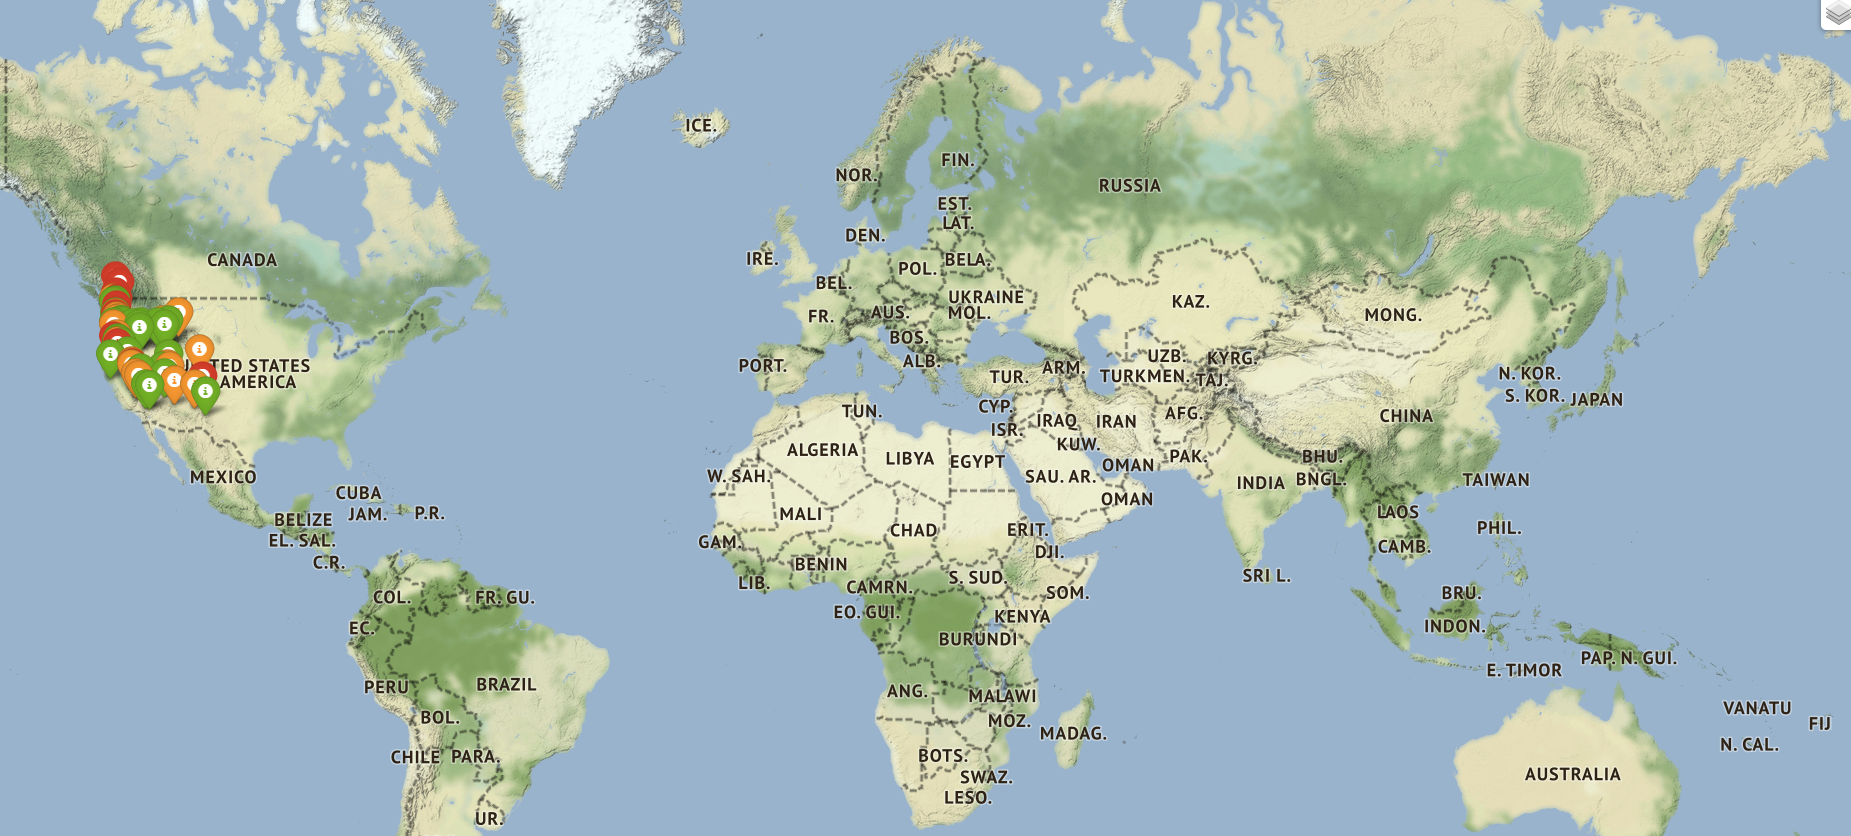 ICE.
FIN.
NOR.
RUSSIA
EST.
LAT.
DEN.
CANADA
IRE.
POL.
BELA.
BEL.
UKRAINE
KAZ.
FR.
AUS.
MOL.
MONG.
BOS.
UNITED STATES
AMERICA
PORT.
ALB.
ARM.
UZB.
KYRG.
TUR.
TURKMEN.
TAJ.
N. KOR.
S. KOR.
JAPAN
TUN.
CYP.
AFG.
CHINA
ISR.
IRAQ
IRAN
ALGERIA
KUW.
LIBYA
EGYPT
OMAN
PAK.
BHU.
MEXICO
W. SAH.
SAU. AR.
INDIA
BNGL.
TAIWAN
CUBA
OMAN
JAM.
P.R.
MALI
LAOS
BELIZE
CHAD
ERIT.
PHIL.
EL. SAL.
GAM.
DJI.
CAMB.
C.R.
BENIN
LIB.
S. SUD.
SRI L.
CAMRN.
COL.
FR. GU.
SOM.
BRU.
EQ. GUI.
KENYA
EC.
INDON.
BURUNDI
PAP. N. GUI.
E. TIMOR
PERU
BRAZIL
ANG.
MALAWI
VANATU
BOL.
MOZ.
FIJ
MADAG.
N. CAL.
CHILE
PARA.
BOTS.
SWAZ.
AUSTRALIA
LESO.
UR.